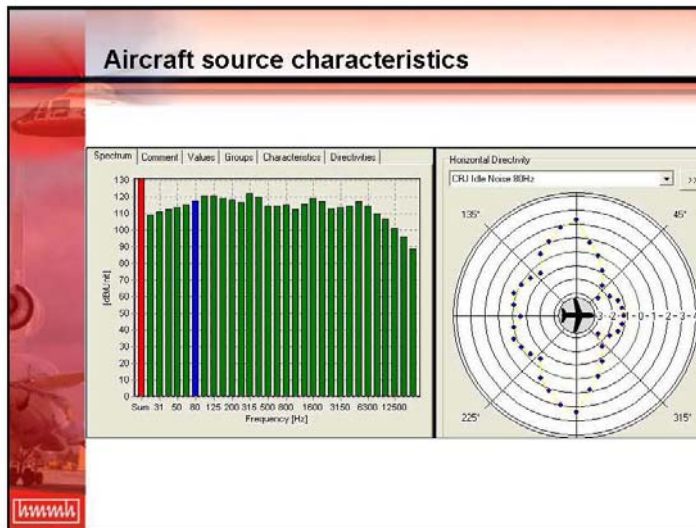 Aircraft source characteristics
Spectrum Comment Values Groups Characteristics Directivities
130
120
110
100
90
80
70
60
50
40
30
20
10
0
[dB/Unit]
Sum 31 50 80 125 200 315 500 800 1600 3150 6300 12500
Frequency [Hz]
Horizontal Directivity
CRJ Idle Noise 80Hz
>>
135°
45°
-3 -2 -1 -0 -1 -2 -3 -4
225°
315°
hmmh